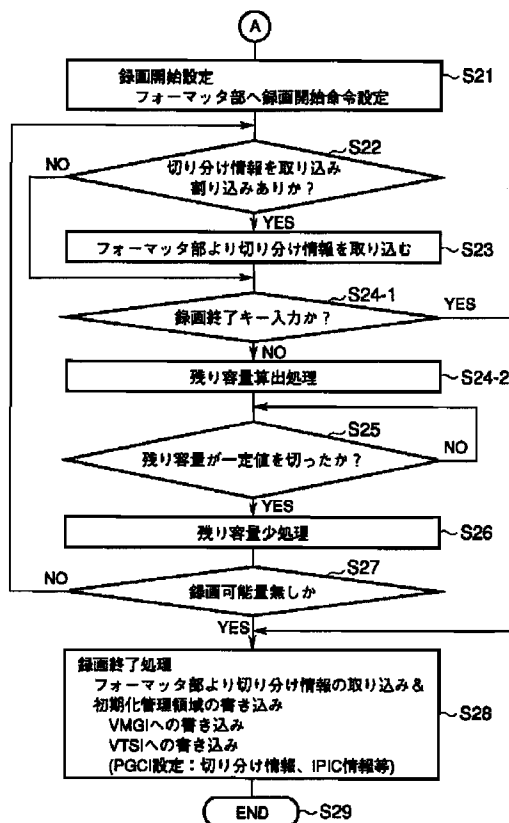 A
録画開始設定
フォーマッタ部へ録画開始命令設定
S21
S22
切り分け情報を取り込み
割り込みありか？
NO
YES
フォーマッタ部より切り分け情報を取り込む
S23
S24-1
録画終了キー入力か？
YES
NO
残り容量算出処理
S24-2
S25
残り容量が一定値を切ったか？
NO
YES
残り容量少処理
S26
S27
録画可能量無しか
NO
YES
録画終了処理
フォーマッタ部より切り分け情報の取り込み＆
初期化管理領域の書き込み
VMGIへの書き込み
VTSIへの書き込み
(PGCI設定：切り分け情報、IPIC情報等)
S28
END
S29